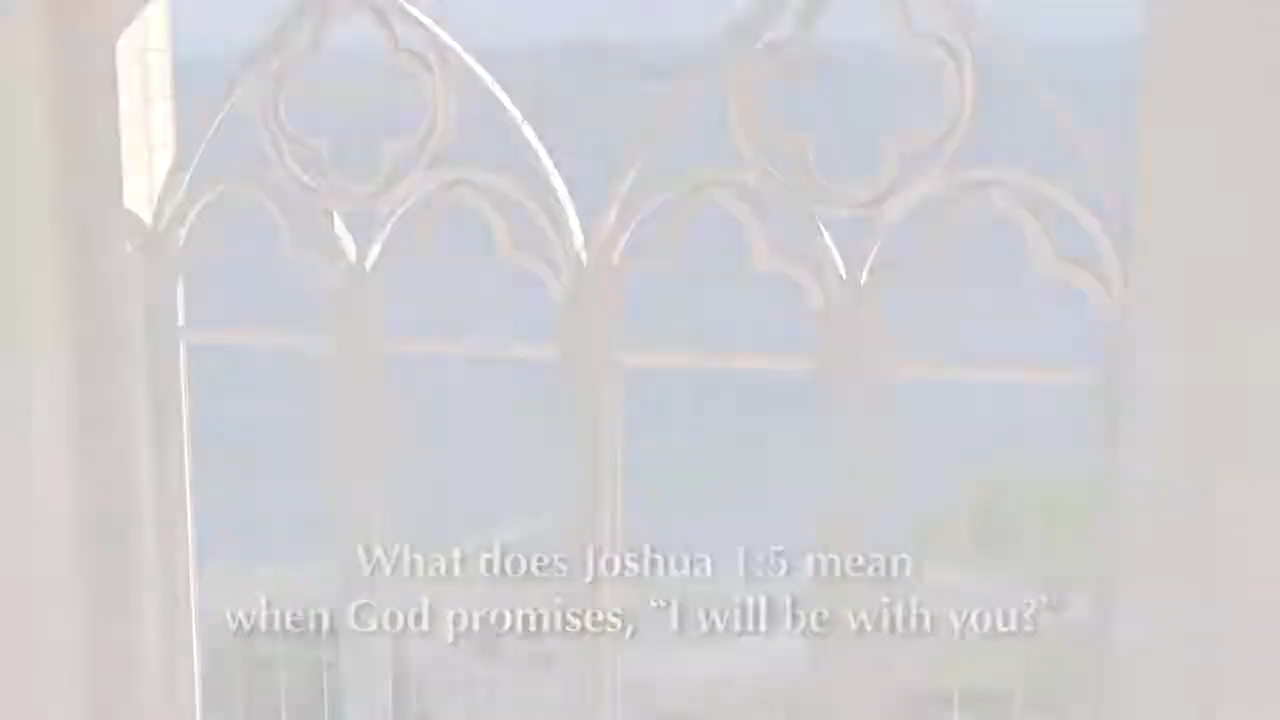 What does Joshua 1:5 mean
when God promises, “I will be with you?”